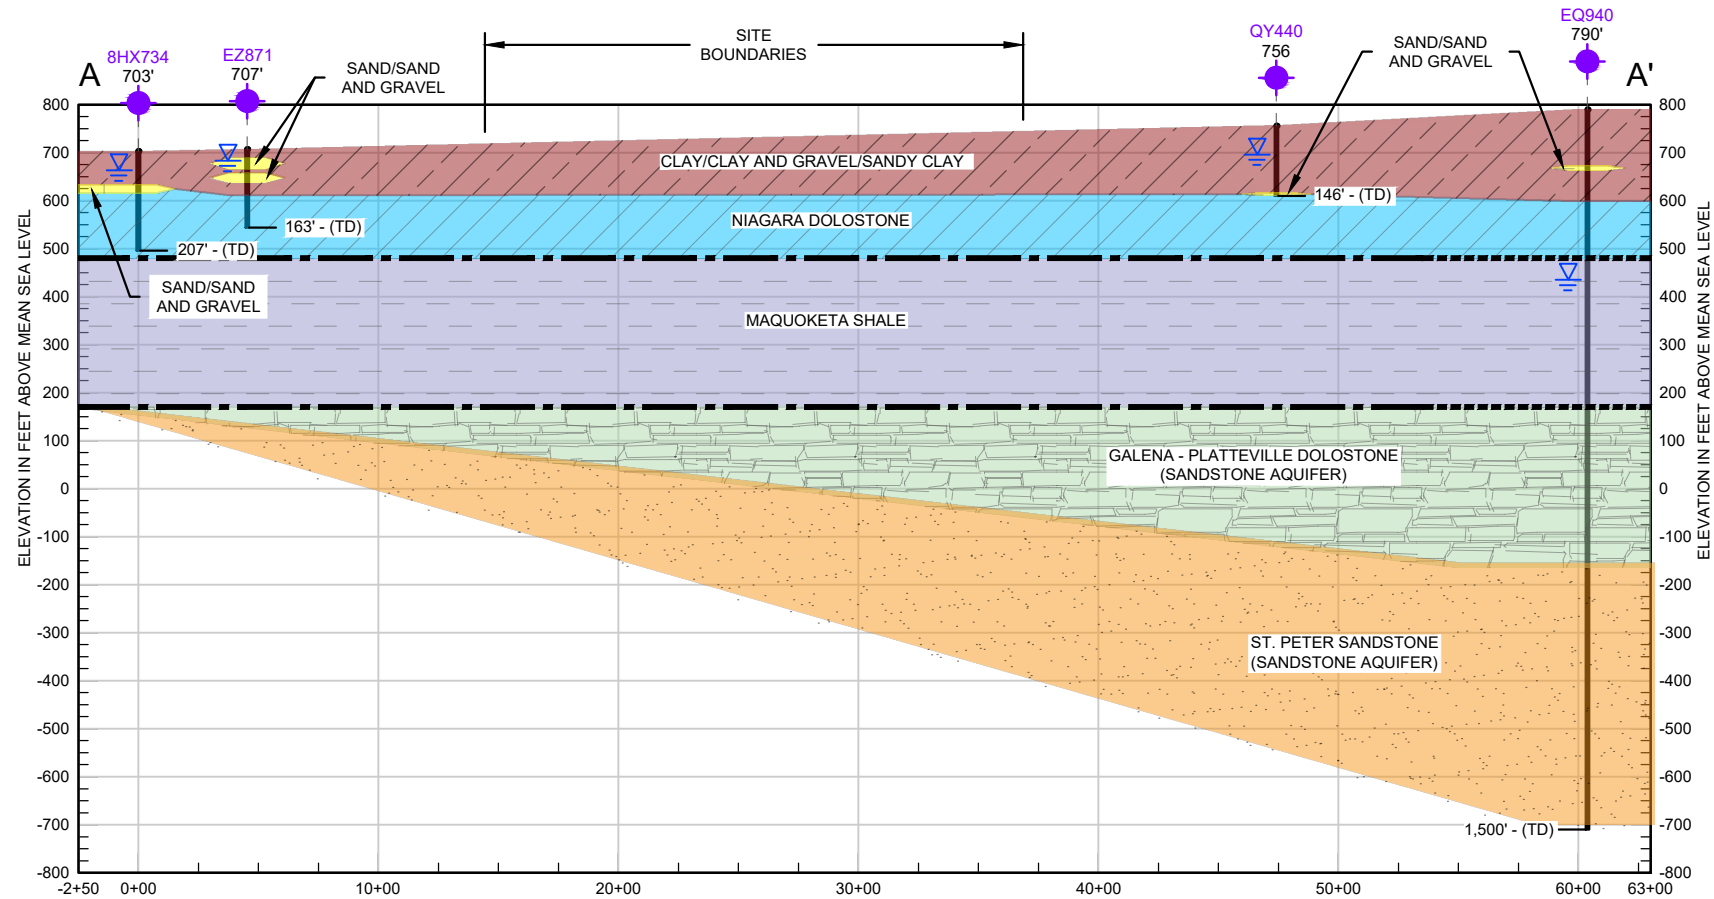 EQ940
790'
8HX734
703'
EZ871
707'
SITE
BOUNDARIES
QY440
756
SAND/SAND
AND GRAVEL
SAND/SAND
AND GRAVEL
A
A'
800
700
600
500
400
300
200
100
0
-100
-200
-300
-400
-500
-600
-700
-800
ELEVATION IN FEET ABOVE MEAN SEA LEVEL
CLAY/CLAY AND GRAVEL/SANDY CLAY
146' - (TD)
NIAGARA DOLOSTONE
163' - (TD)
207' - (TD)
SAND/SAND
AND GRAVEL
MAQUOKETA SHALE
GALENA - PLATTEVILLE DOLOSTONE
(SANDSTONE AQUIFER)
ST. PETER SANDSTONE
(SANDSTONE AQUIFER)
1,500' - (TD)
800
700
600
500
400
300
200
100
0
-100
-200
-300
-400
-500
-600
-700
-800
ELEVATION IN FEET ABOVE MEAN SEA LEVEL
-2+50 0+00 10+00 20+00 30+00 40+00 50+00 60+00 63+00